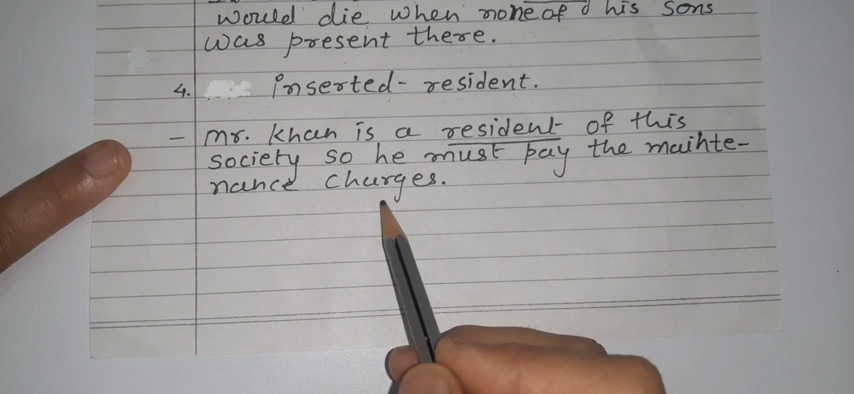 would die when none of his sons
was present there.
4. inserted - resident.
- Mr. Khan is a resident of this
society so he must pay the mainte-
nance charges.